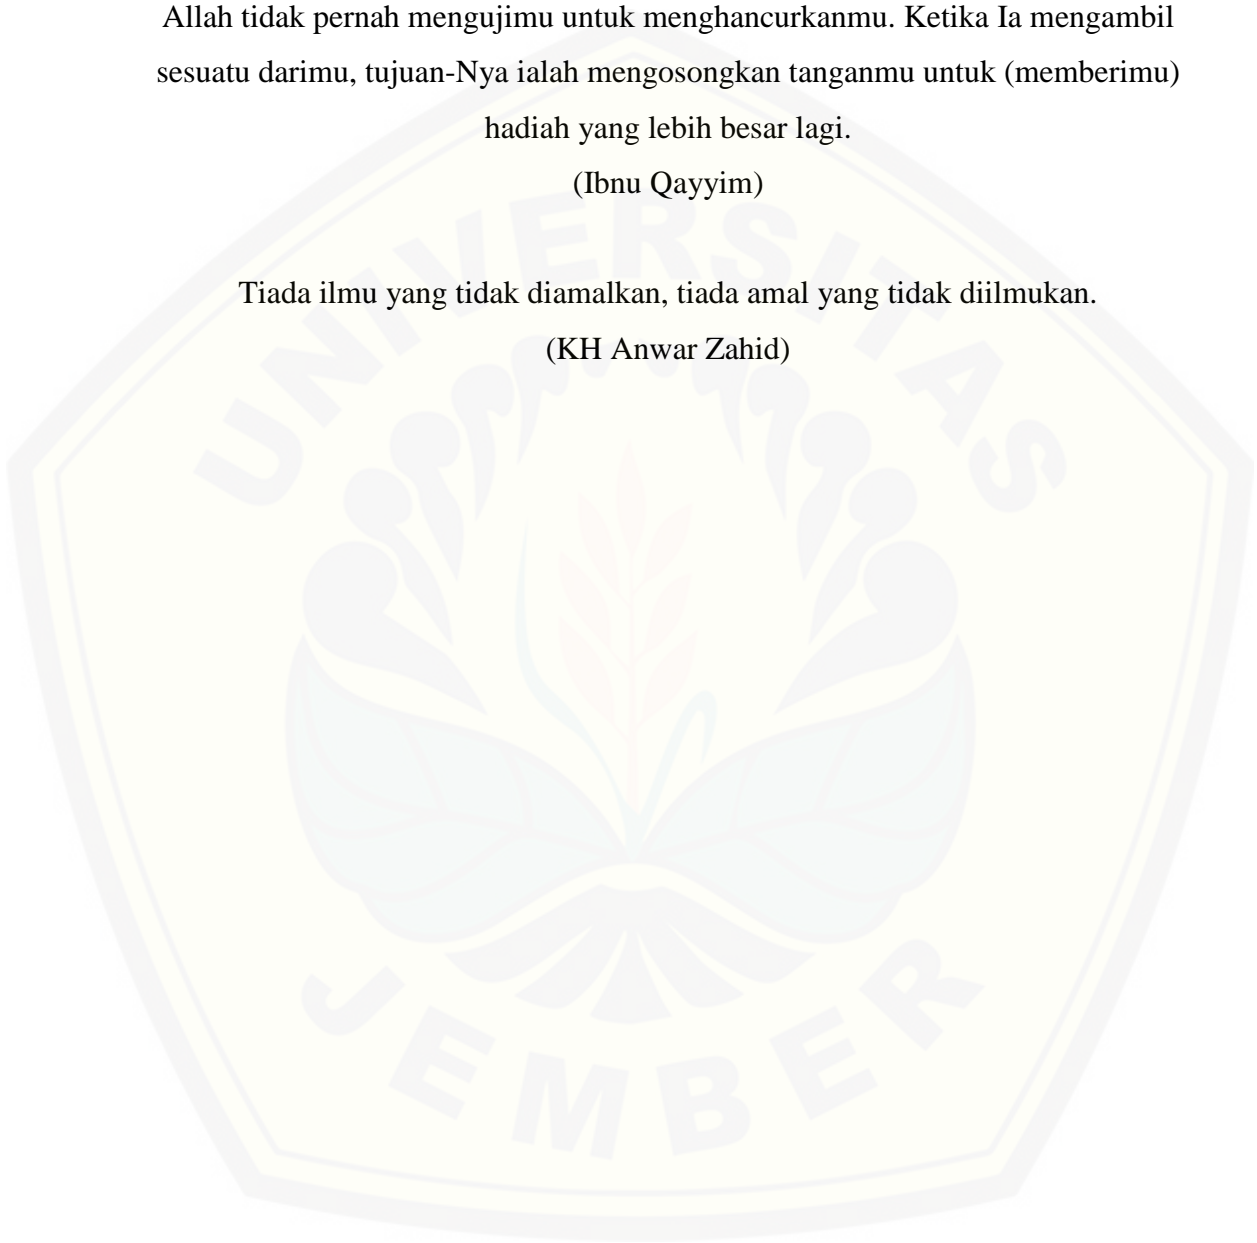 Allah tidak pernah mengujimu untuk menghancurkanmu. Ketika Ia mengambil
sesuatu darimu, tujuan-Nya ialah mengosongkan tanganmu untuk (memberimu)
hadiah yang lebih besar lagi.
(Ibnu Qayyim)
Tiada ilmu yang tidak diamalkan, tiada amal yang tidak diilmukan.
(KH Anwar Zahid)
UNIVERSITAS
JEMBER